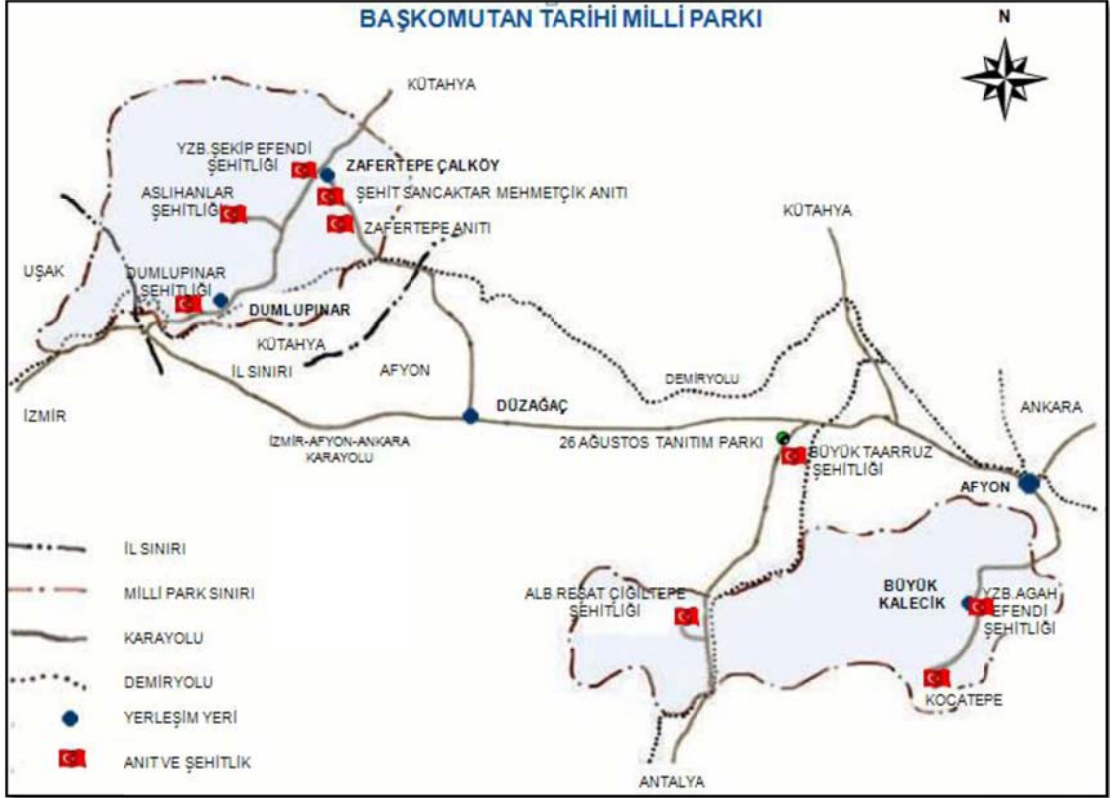 BAŞKOMUTAN TARİHİ MİLLİ PARKI
N
KÜTAHYA
YZB.ŞEKİP EFENDİ
ŞEHİTLİĞİ
ZAFERTEPE ÇALKÖY
ŞEHİT SANCAKTAR MEHMETÇİK ANITI
ASLIHANLAR
ŞEHİTLİĞİ
ZAFERTEPE ANITI
KÜTAHYA
UŞAK
DUMLUPINAR
ŞEHİTLİĞİ
DUMLUPINAR
KÜTAHYA
İL SINIRI
AFYON
DEMİRYOLU
İZMİR
DÜZAĞAÇ
ANKARA
İZMİR-AFYON-ANKARA
KARAYOLU
26 AĞUSTOS TANITIM PARKI
BÜYÜK TAARRUZ
ŞEHİTLİĞİ
AFYON
İL SINIRI
MİLLİ PARK SINIRI
KARAYOLU
DEMİRYOLU
YERLEŞİM YERİ
ANIT VE ŞEHİTLİK
ALB.REŞAT ÇİĞİLTEPE
ŞEHİTLİĞİ
BÜYÜK
KALECİK
YZB.AGAH
EFENDİ
ŞEHİTLİĞİ
KOCATEPE
ANTALYA